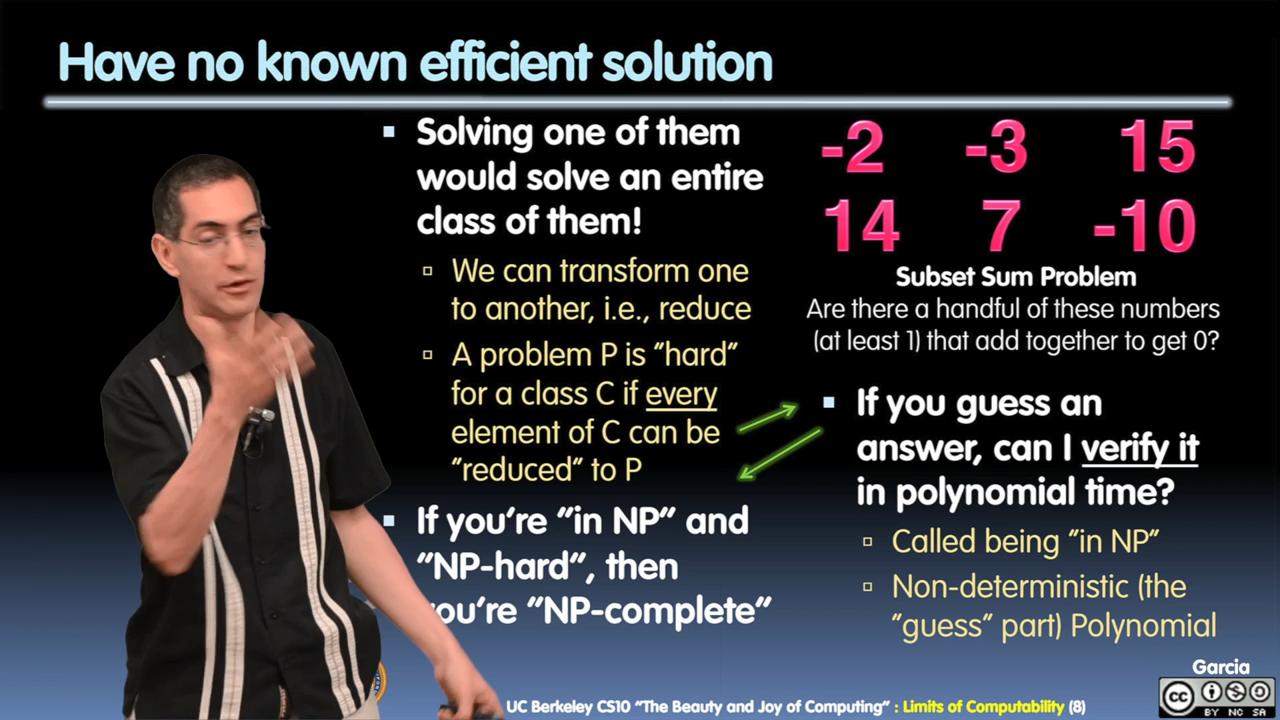 Have no known efficient solution
Solving one of them
would solve an entire
class of them!
We can transform one
to another, i.e., reduce
A problem P is "hard"
for a class C if every
element of C can be
"reduced" to P
If you're "in NP" and
"NP-hard", then
you're "NP-complete"
-2 -3 15
14 7 -10
Subset Sum Problem
Are there a handful of these numbers
(at least 1) that add together to get 0?
If you guess an
answer, can I verify it
in polynomial time?
Called being "in NP"
Non-deterministic (the
"guess" part) Polynomial
Garcia
UC Berkeley CS10 "The Beauty and Joy of Computing" : Limits of Computability (8)
cc
BY NC SA